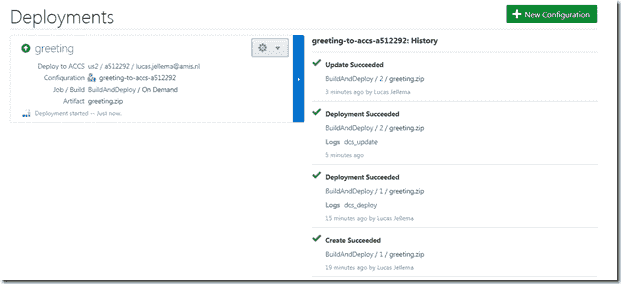 Deployments
New Configuration
greeting
Deploy to ACCS us2 / a512292 / lucas.jellema@amis.nl
Configuration greeting-to-accs-a512292
Job / Build BuildAndDeploy / On Demand
Artifact greeting.zip
Deployment started -- Just now.
greeting-to-accs-a512292: History
Update Succeeded
BuildAndDeploy / 2 / greeting.zip
3 minutes ago by Lucas Jellema
Deployment Succeeded
BuildAndDeploy / 2 / greeting.zip
Logs dcs_update
5 minutes ago
Deployment Succeeded
BuildAndDeploy / 1 / greeting.zip
Logs dcs_deploy
15 minutes ago by Lucas Jellema
Create Succeeded
BuildAndDeploy / 1 / greeting.zip
19 minutes ago by Lucas Jellema